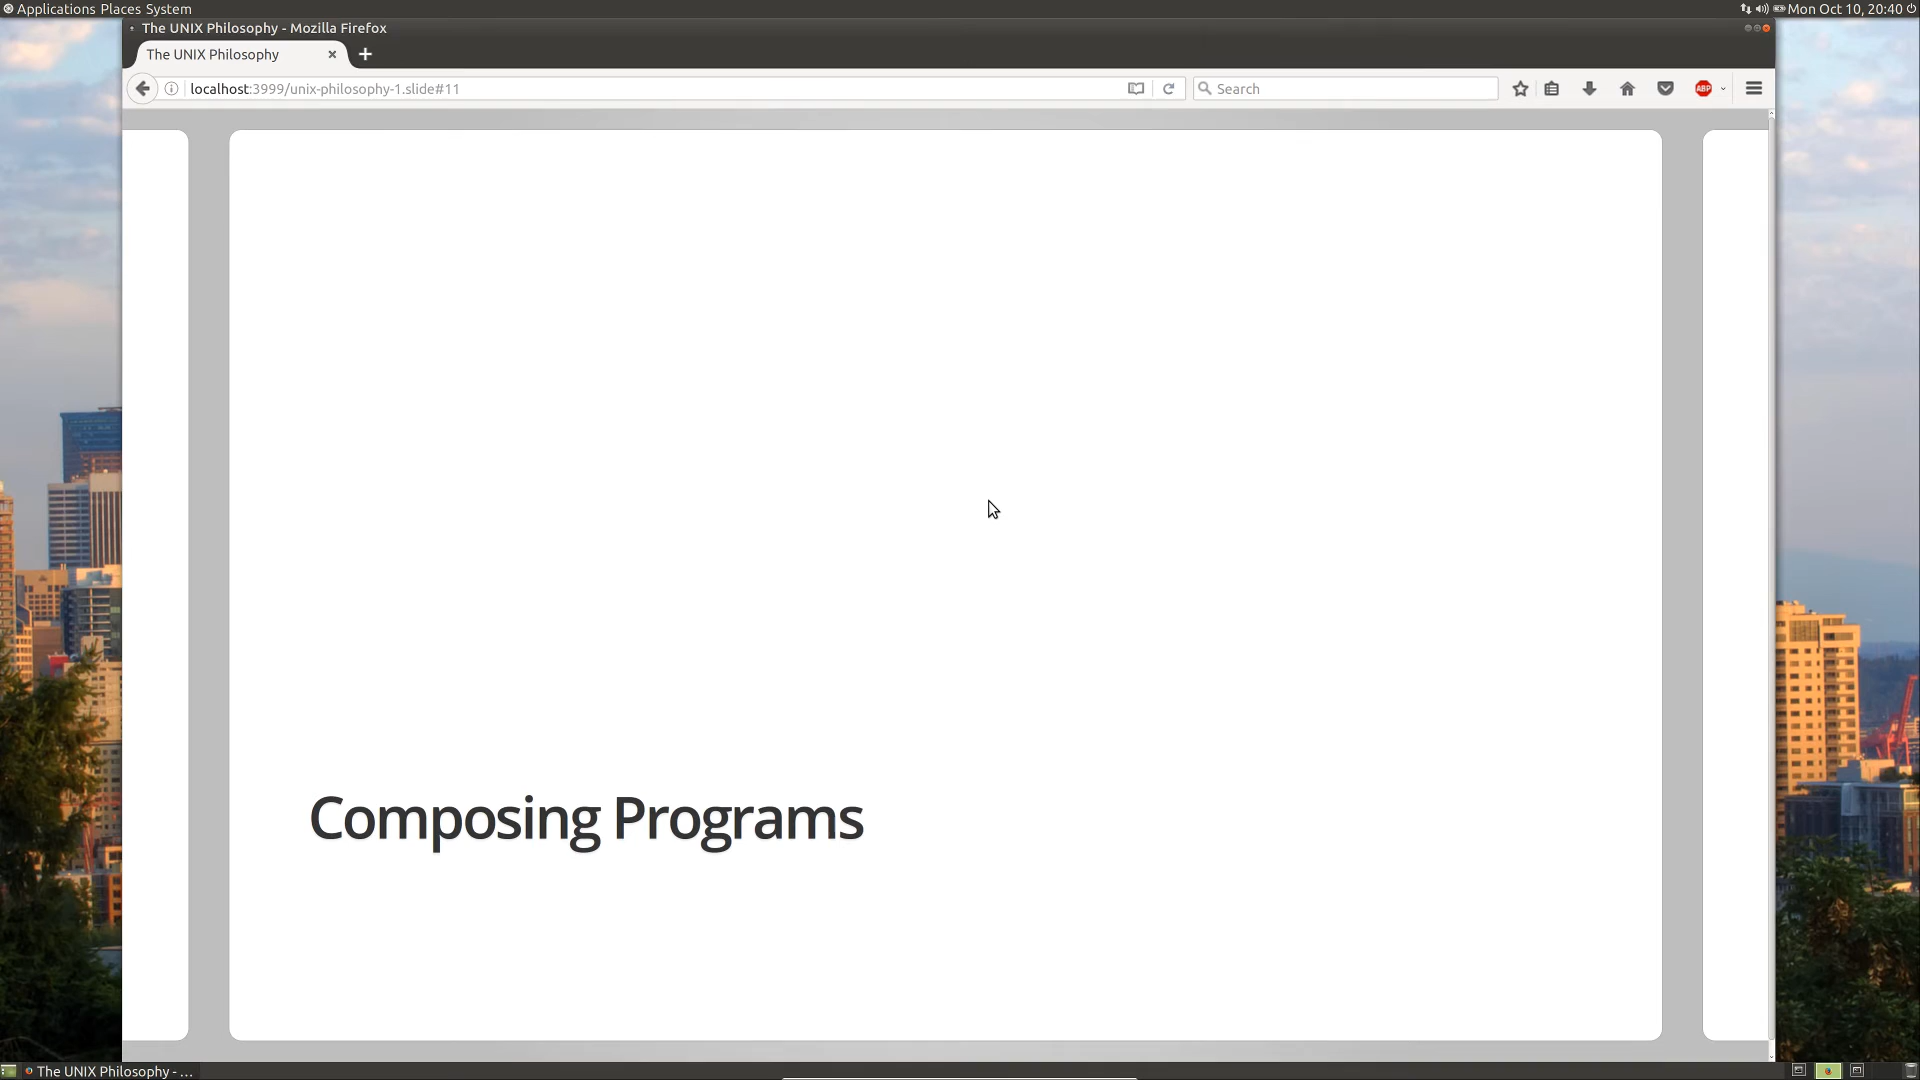 Applications Places System
Mon Oct 10, 20:40
The UNIX Philosophy - Mozilla Firefox
The UNIX Philosophy
localhost:3999/unix-philosophy-1.slide#11
Search
ABP
Composing Programs
The UNIX Philosophy - ...